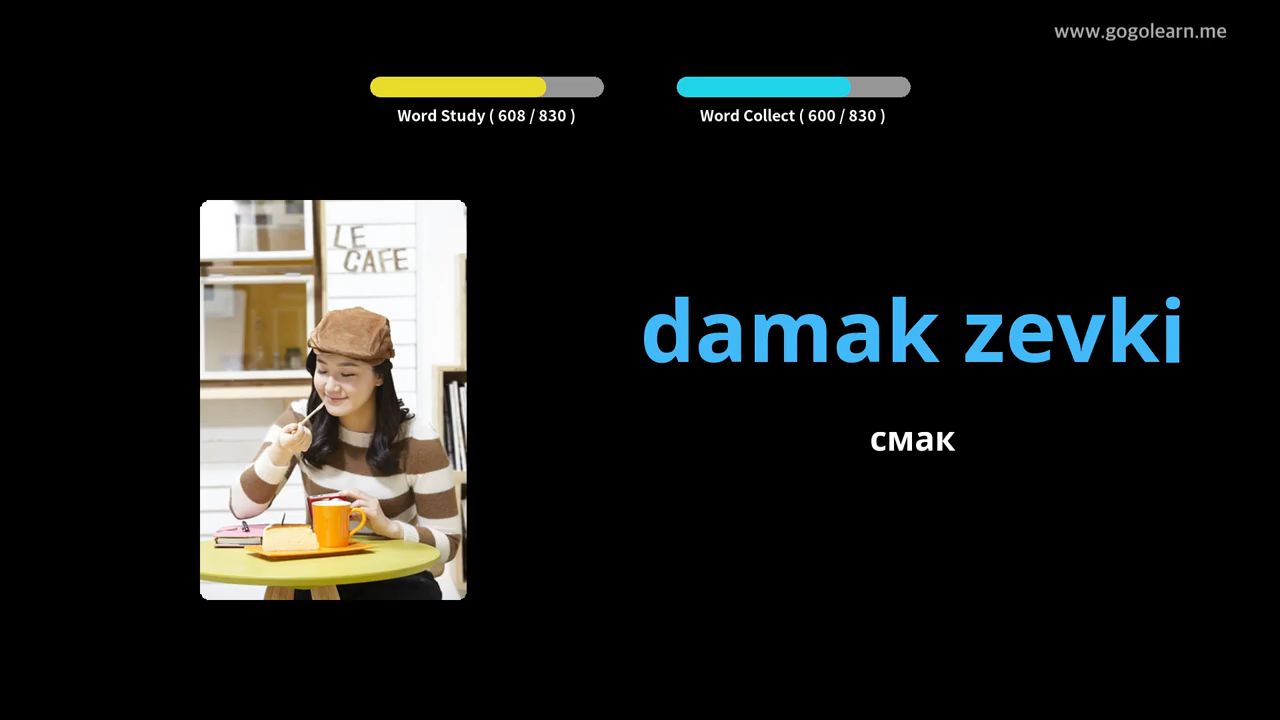 www.gogolearn.me
Word Study ( 608 / 830 )
Word Collect ( 600 / 830 )
LE
CAFE
damak zevki
смак